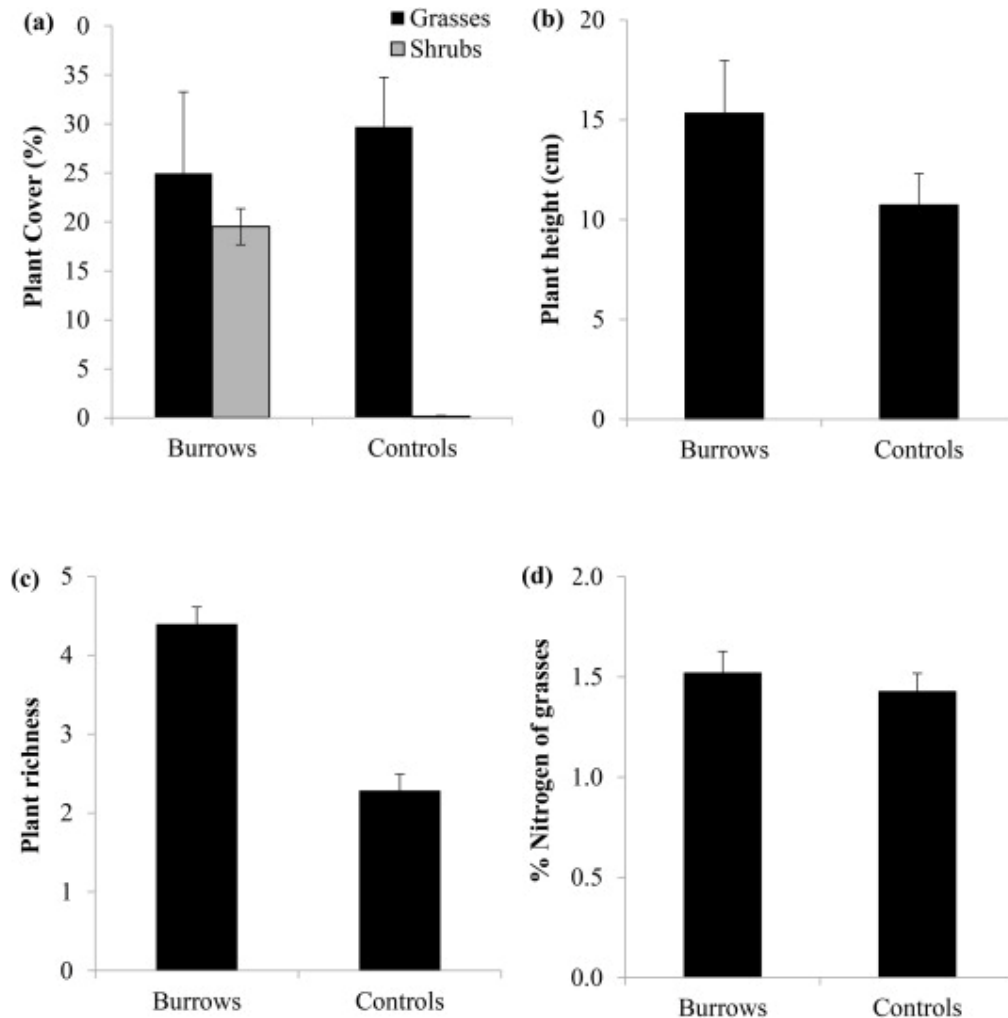 (a)
Grasses
Shrubs
Plant Cover (%)
0
35
30
25
20
15
10
5
0
Burrows Controls
(b)
Plant height (cm)
20
15
10
5
0
Burrows Controls
(c)
Plant richness
5
4
3
2
1
0
Burrows Controls
(d)
% Nitrogen of grasses
2.0
1.5
1.0
0.5
0.0
Burrows Controls